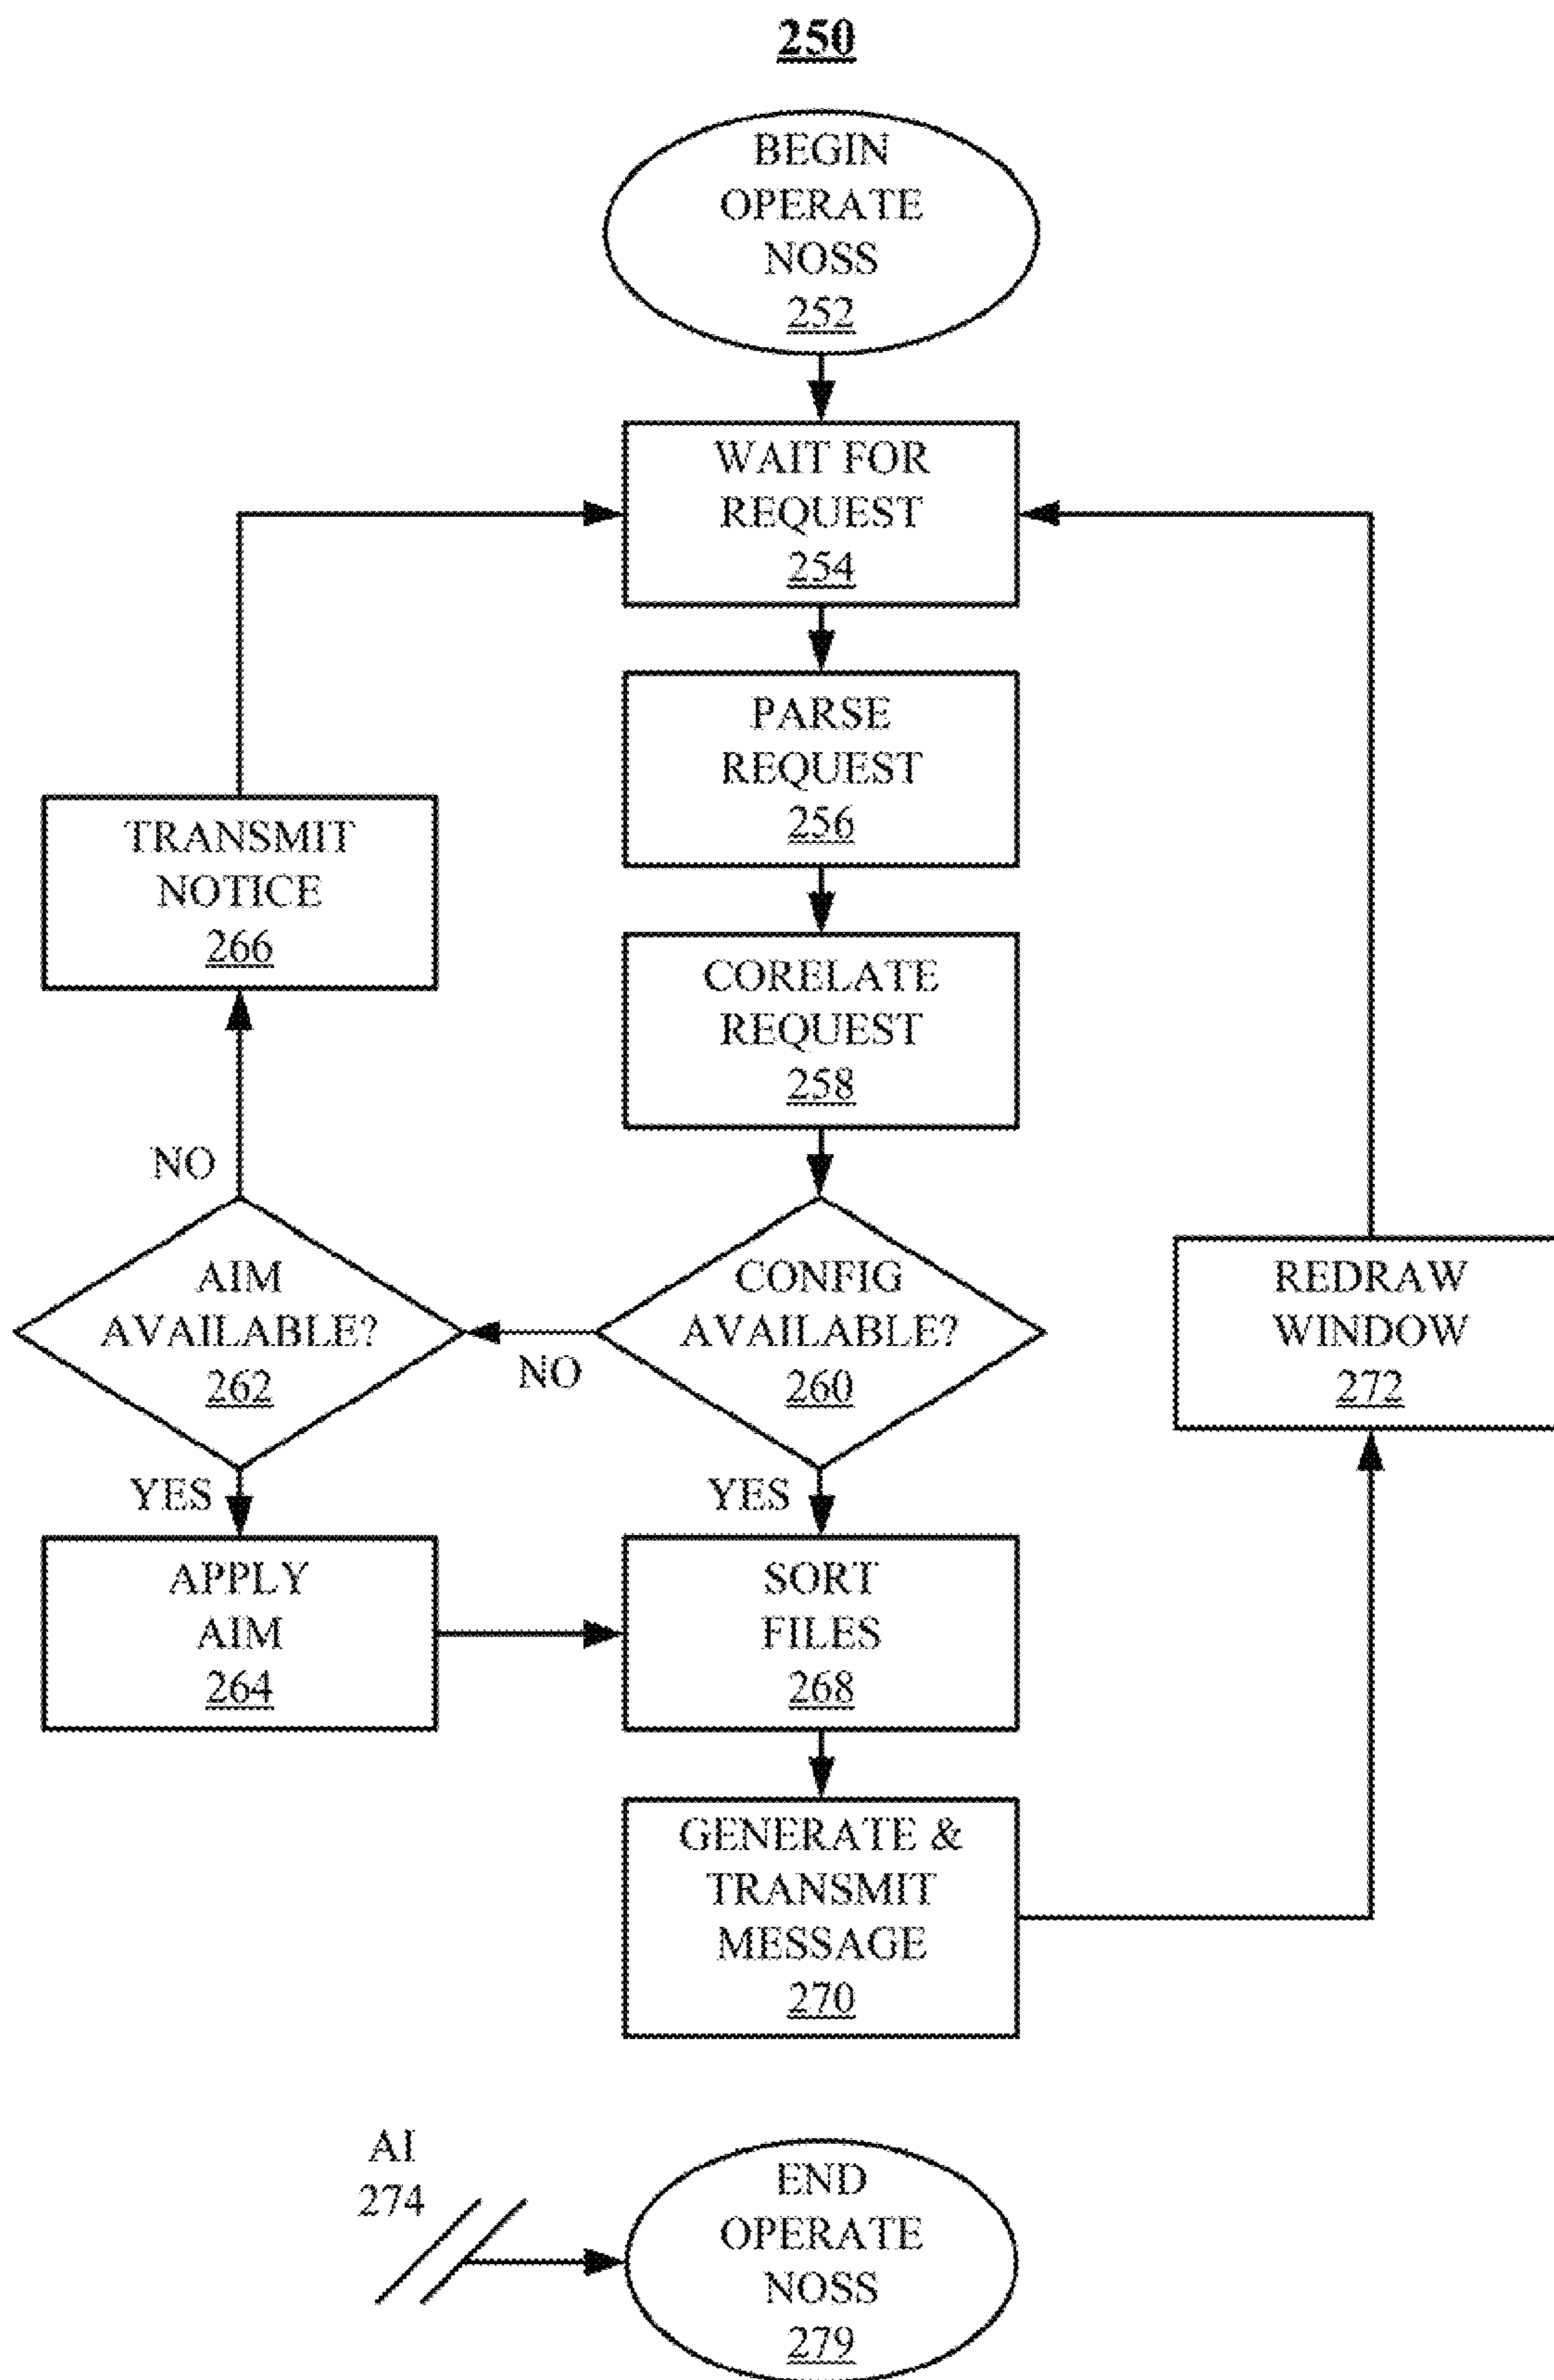 250
BEGIN
OPERATE
NOSS
252
WAIT FOR
REQUEST
254
PARSE
REQUEST
256
TRANSMIT
NOTICE
266
CORELATE
REQUEST
258
NO
AIM
AVAILABLE?
262
NO
CONFIG
AVAILABLE?
260
REDRAW
WINDOW
272
YES
YES
APPLY
AIM
264
SORT
FILES
268
GENERATE &
TRANSMIT
MESSAGE
270
AI
274
END
OPERATE
NOSS
279